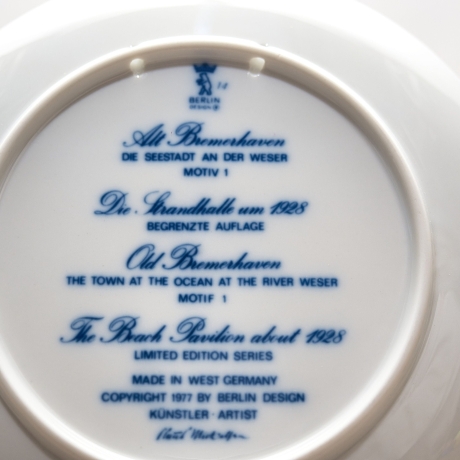 BERLIN
DESIGN
Alt Bremerhaven
DIE SEESTADT AN DER WESER
MOTIV 1
Die Strandhalle um 1928
BEGRENZTE AUFLAGE
Old Bremerhaven
THE TOWN AT THE OCEAN AT THE RIVER WESER
MOTIF 1
The Beach Pavilion about 1928
LIMITED EDITION SERIES
MADE IN WEST GERMANY
COPYRIGHT 1977 BY BERLIN DESIGN
KÜNSTLER · ARTIST